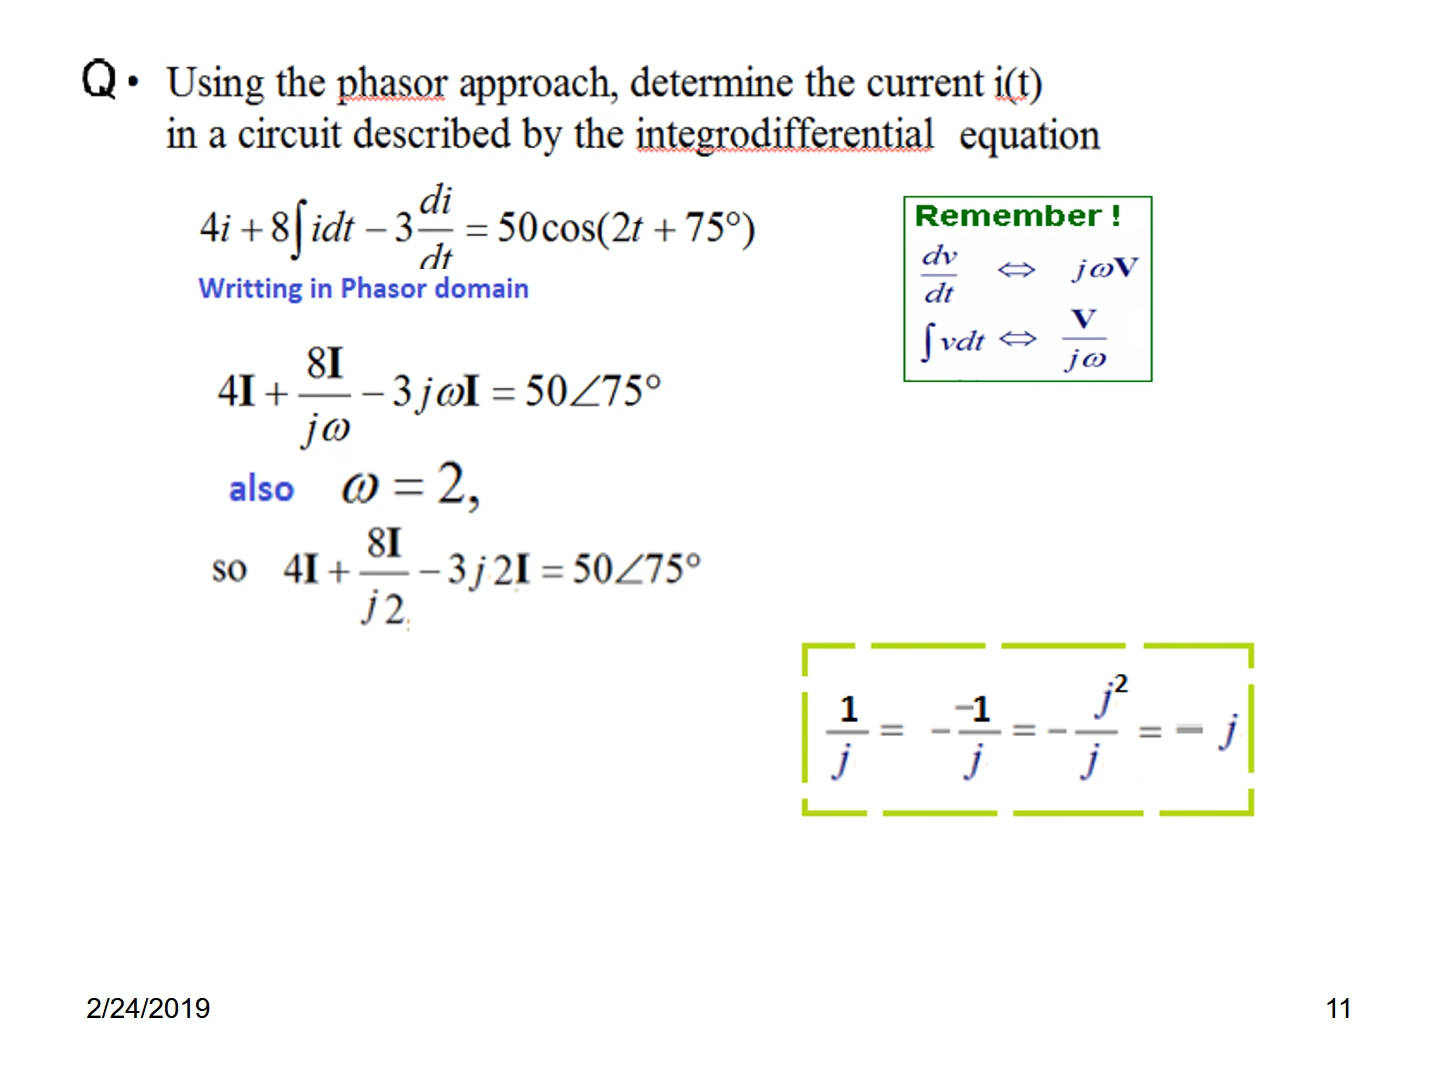 Q. Using the phasor approach, determine the current i(t)
in a circuit described by the integrodifferential equation
4i + 8∫idt − 3 di/dt = 50cos(2t + 75°)
Writting in Phasor domain
Remember !
dv/dt ⇔ jωV
∫vdt ⇔ V/jω
4I + 8I/jω − 3jωI = 50∠75°
also ω = 2,
so 4I + 8I/j2 − 3j2I = 50∠75°
1/j = - −1/j = − j²/j = − j
2/24/2019
11